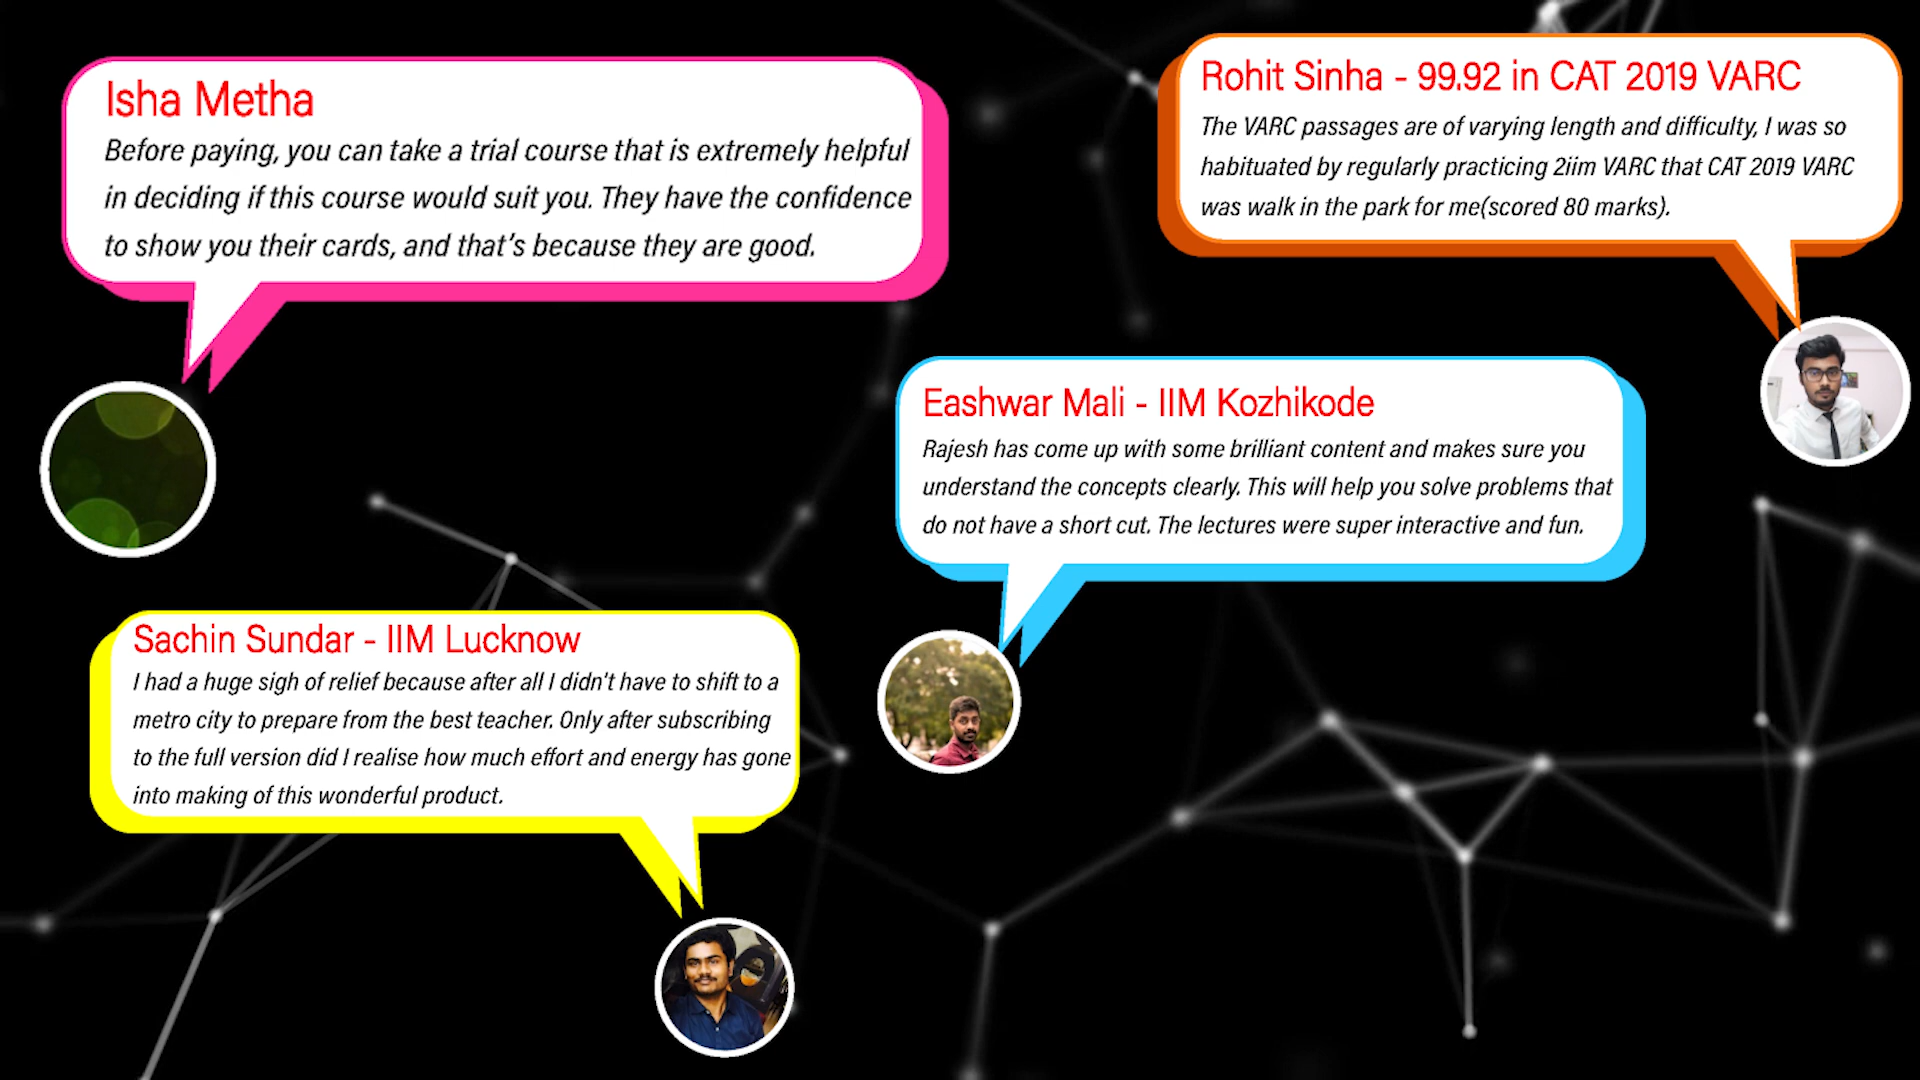 Isha Metha
Before paying, you can take a trial course that is extremely helpful
in deciding if this course would suit you. They have the confidence
to show you their cards, and that's because they are good.
Rohit Sinha - 99.92 in CAT 2019 VARC
The VARC passages are of varying length and difficulty, I was so
habituated by regularly practicing 2iim VARC that CAT 2019 VARC
was walk in the park for me(scored 80 marks).
Eashwar Mali - IIM Kozhikode
Rajesh has come up with some brilliant content and makes sure you
understand the concepts clearly. This will help you solve problems that
do not have a short cut. The lectures were super interactive and fun.
Sachin Sundar - IIM Lucknow
I had a huge sigh of relief because after all I didn't have to shift to a
metro city to prepare from the best teacher. Only after subscribing
to the full version did I realise how much effort and energy has gone
into making of this wonderful product.